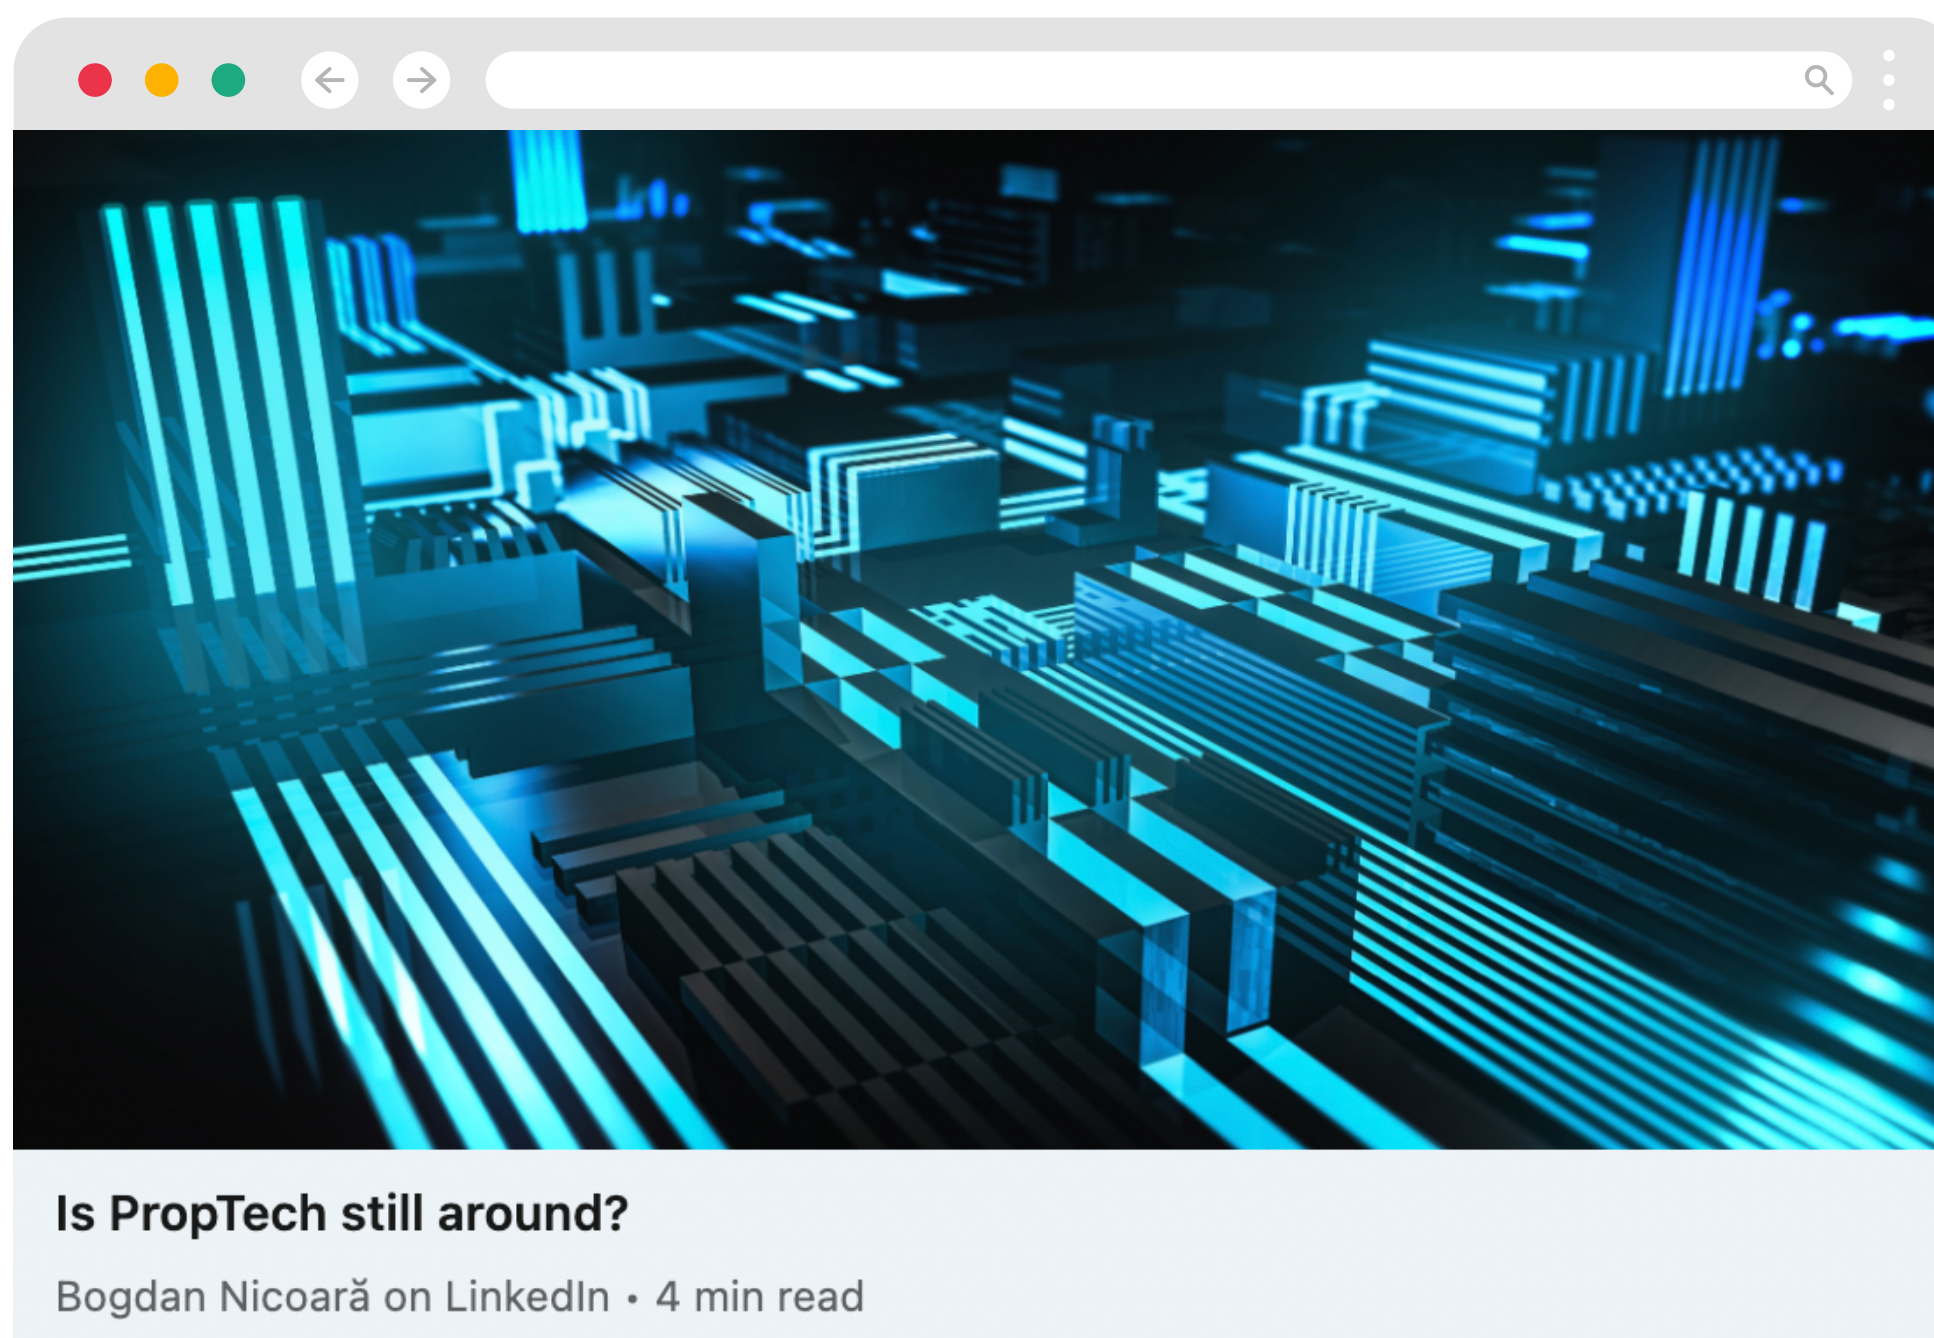 Is PropTech still around?
Bogdan Nicoară on LinkedIn • 4 min read